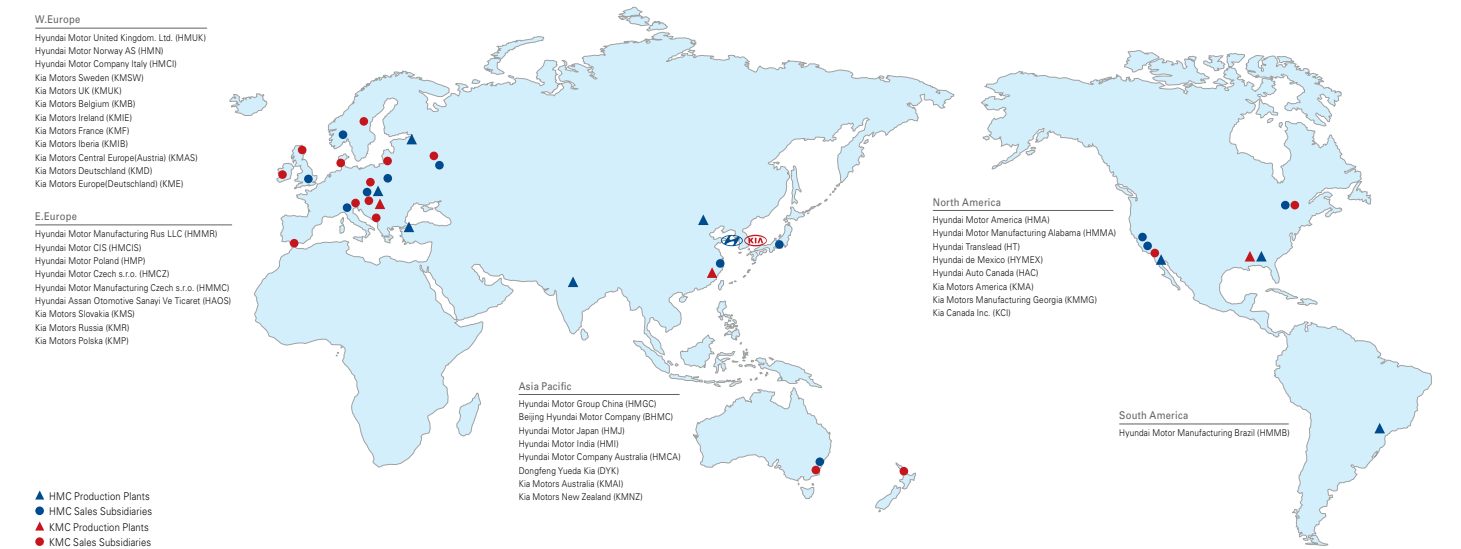 W.Europe
Hyundai Motor United Kingdom. Ltd. (HMUK)
Hyundai Motor Norway AS (HMN)
Hyundai Motor Company Italy (HMCI)
Kia Motors Sweden (KMSW)
Kia Motors UK (KMUK)
Kia Motors Belgium (KMB)
Kia Motors Ireland (KMIE)
Kia Motors France (KMF)
Kia Motors Iberia (KMIB)
Kia Motors Central Europe(Austria) (KMAS)
Kia Motors Deutschland (KMD)
Kia Motors Europe(Deutschland) (KME)
E.Europe
Hyundai Motor Manufacturing Rus LLC (HMMR)
Hyundai Motor CIS (HMCIS)
Hyundai Motor Poland (HMP)
Hyundai Motor Czech s.r.o. (HMCZ)
Hyundai Motor Manufacturing Czech s.r.o. (HMMC)
Hyundai Assan Otomotive Sanayi Ve Ticaret (HAOS)
Kia Motors Slovakia (KMS)
Kia Motors Russia (KMR)
Kia Motors Polska (KMP)
KIA
Asia Pacific
Hyundai Motor Group China (HMGC)
Beijing Hyundai Motor Company (BHMC)
Hyundai Motor Japan (HMJ)
Hyundai Motor India (HMI)
Hyundai Motor Company Australia (HMCA)
Dongfeng Yueda Kia (DYK)
Kia Motors Australia (KMAI)
Kia Motors New Zealand (KMNZ)
North America
Hyundai Motor America (HMA)
Hyundai Motor Manufacturing Alabama (HMMA)
Hyundai Translead (HT)
Hyundai de Mexico (HYMEX)
Hyundai Auto Canada (HAC)
Kia Motors America (KMA)
Kia Motors Manufacturing Georgia (KMMG)
Kia Canada Inc. (KCI)
South America
Hyundai Motor Manufacturing Brazil (HMMB)
HMC Production Plants
HMC Sales Subsidiaries
KMC Production Plants
KMC Sales Subsidiaries